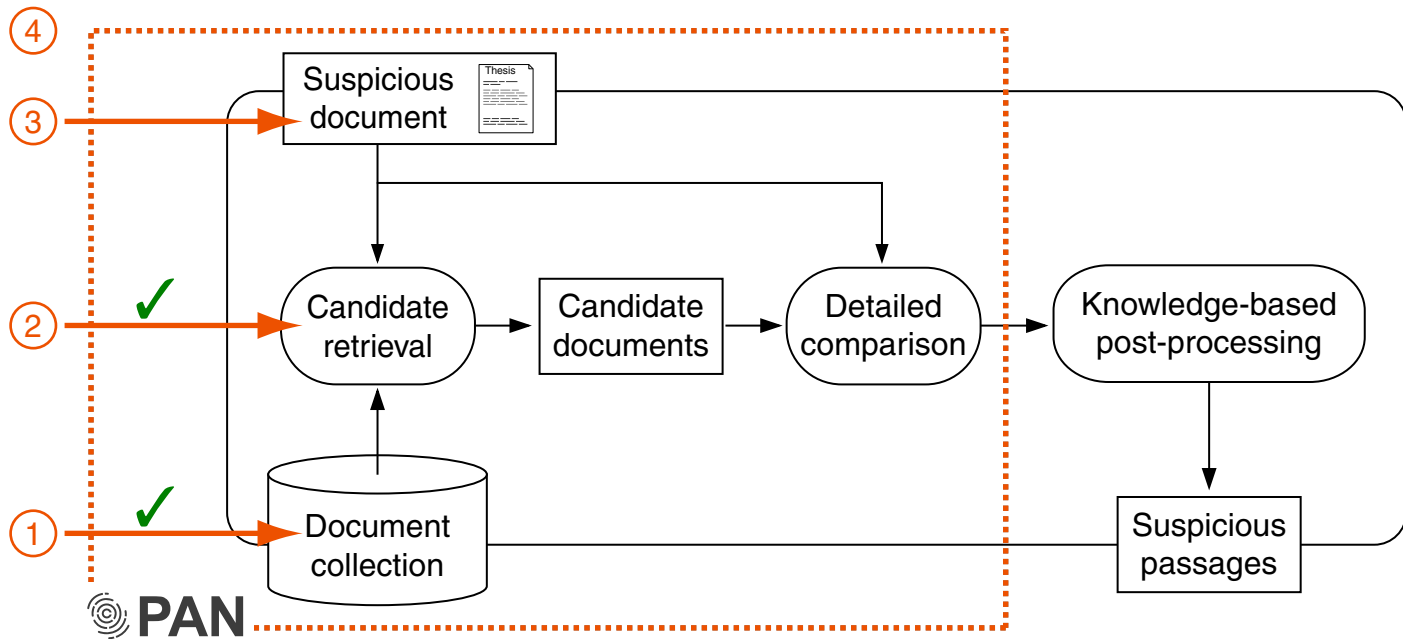 4
Thesis
Suspicious
document
3
2
Candidate
retrieval
Candidate
documents
Detailed
comparison
Knowledge-based
post-processing
1
Document
collection
Suspicious
passages
PAN